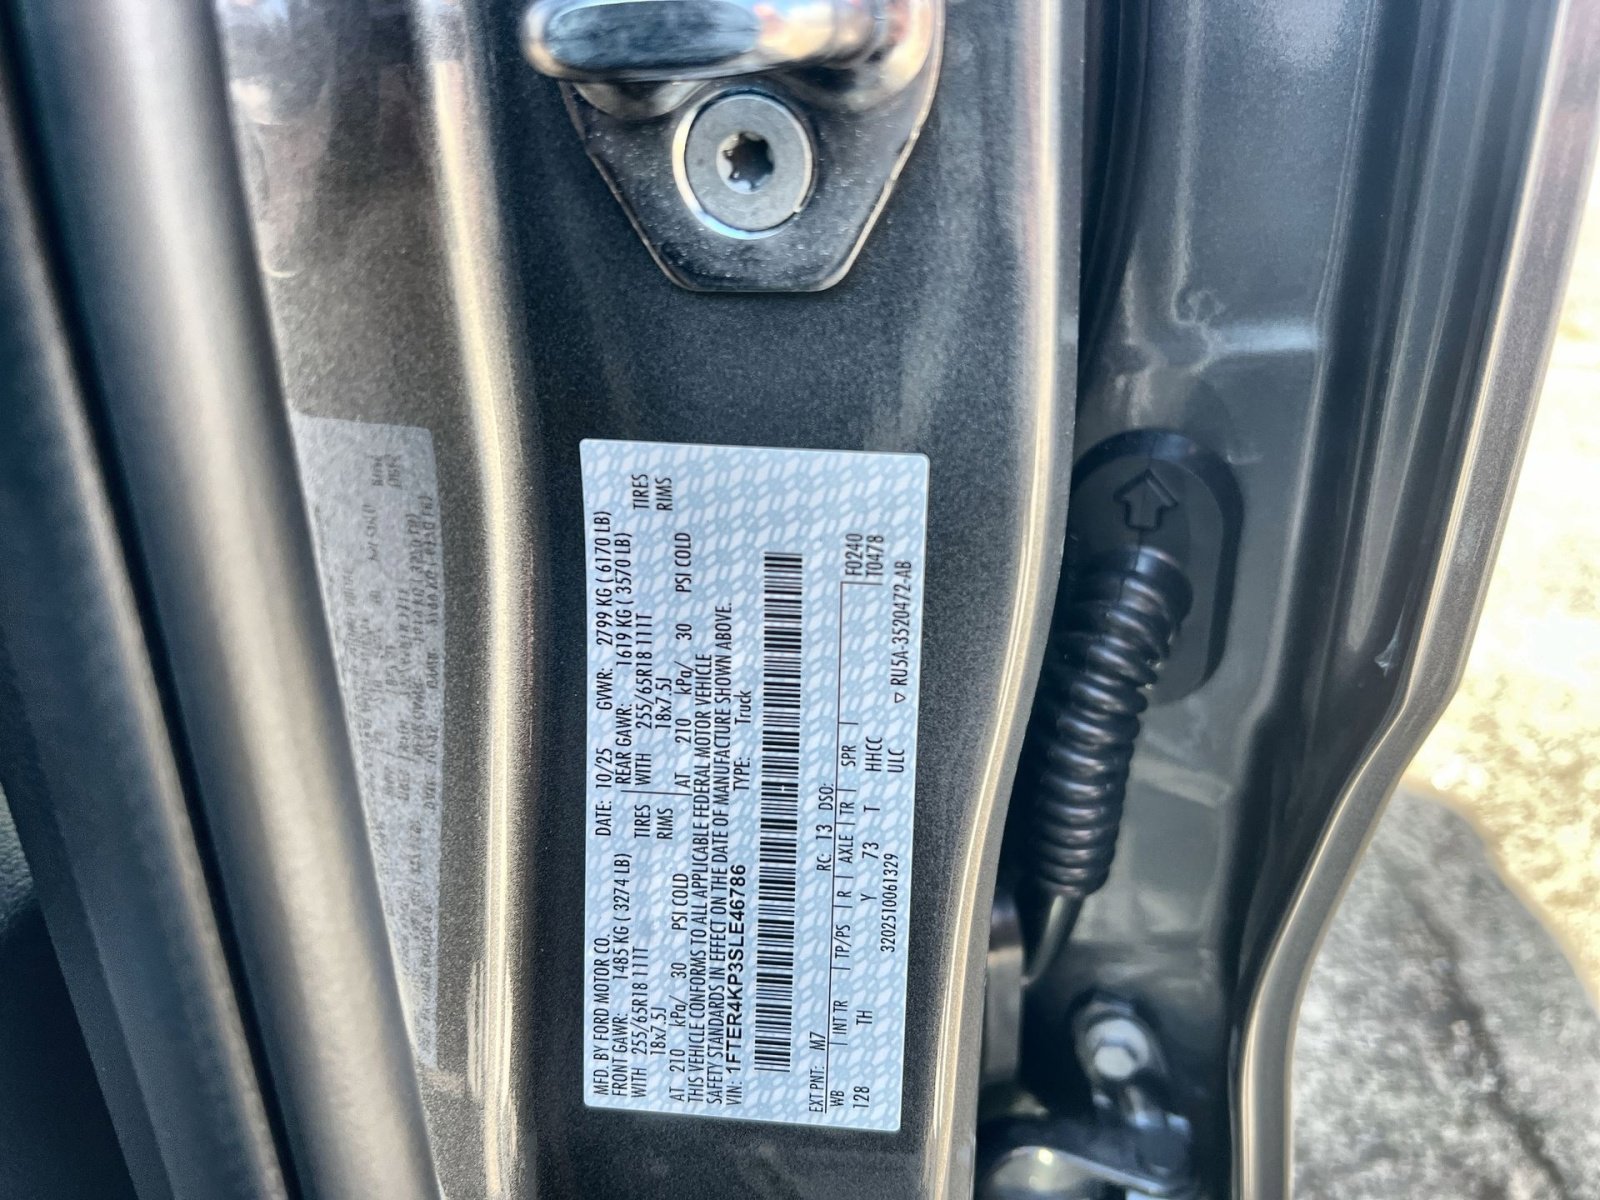 MFD. BY FORD MOTOR CO. DATE: 10/25 GVWR: 2799 KG ( 6170 LB)
FRONT GAWR: 1485 KG ( 3274 LB) REAR GAWR: 1619 KG ( 3570 LB)
WITH 255/65R18 111T TIRES WITH 255/65R18 111T TIRES
18x7.5J RIMS 18x7.5J RIMS
AT 210 kPa/ 30 PSI COLD AT 210 kPa/ 30 PSI COLD
THIS VEHICLE CONFORMS TO ALL APPLICABLE FEDERAL MOTOR VEHICLE
SAFETY STANDARDS IN EFFECT ON THE DATE OF MANUFACTURE SHOWN ABOVE.
VIN: 1FTER4KP3SLE46786 TYPE: Truck
EXT PNT: M7 RC: 13 DSO:
WB INT TR TP/PS R AXLE TR SPR F0240
128 TH Y 73 T HHCC T0478
3202510061329 ULC
▽ RU5A-3520472-AB